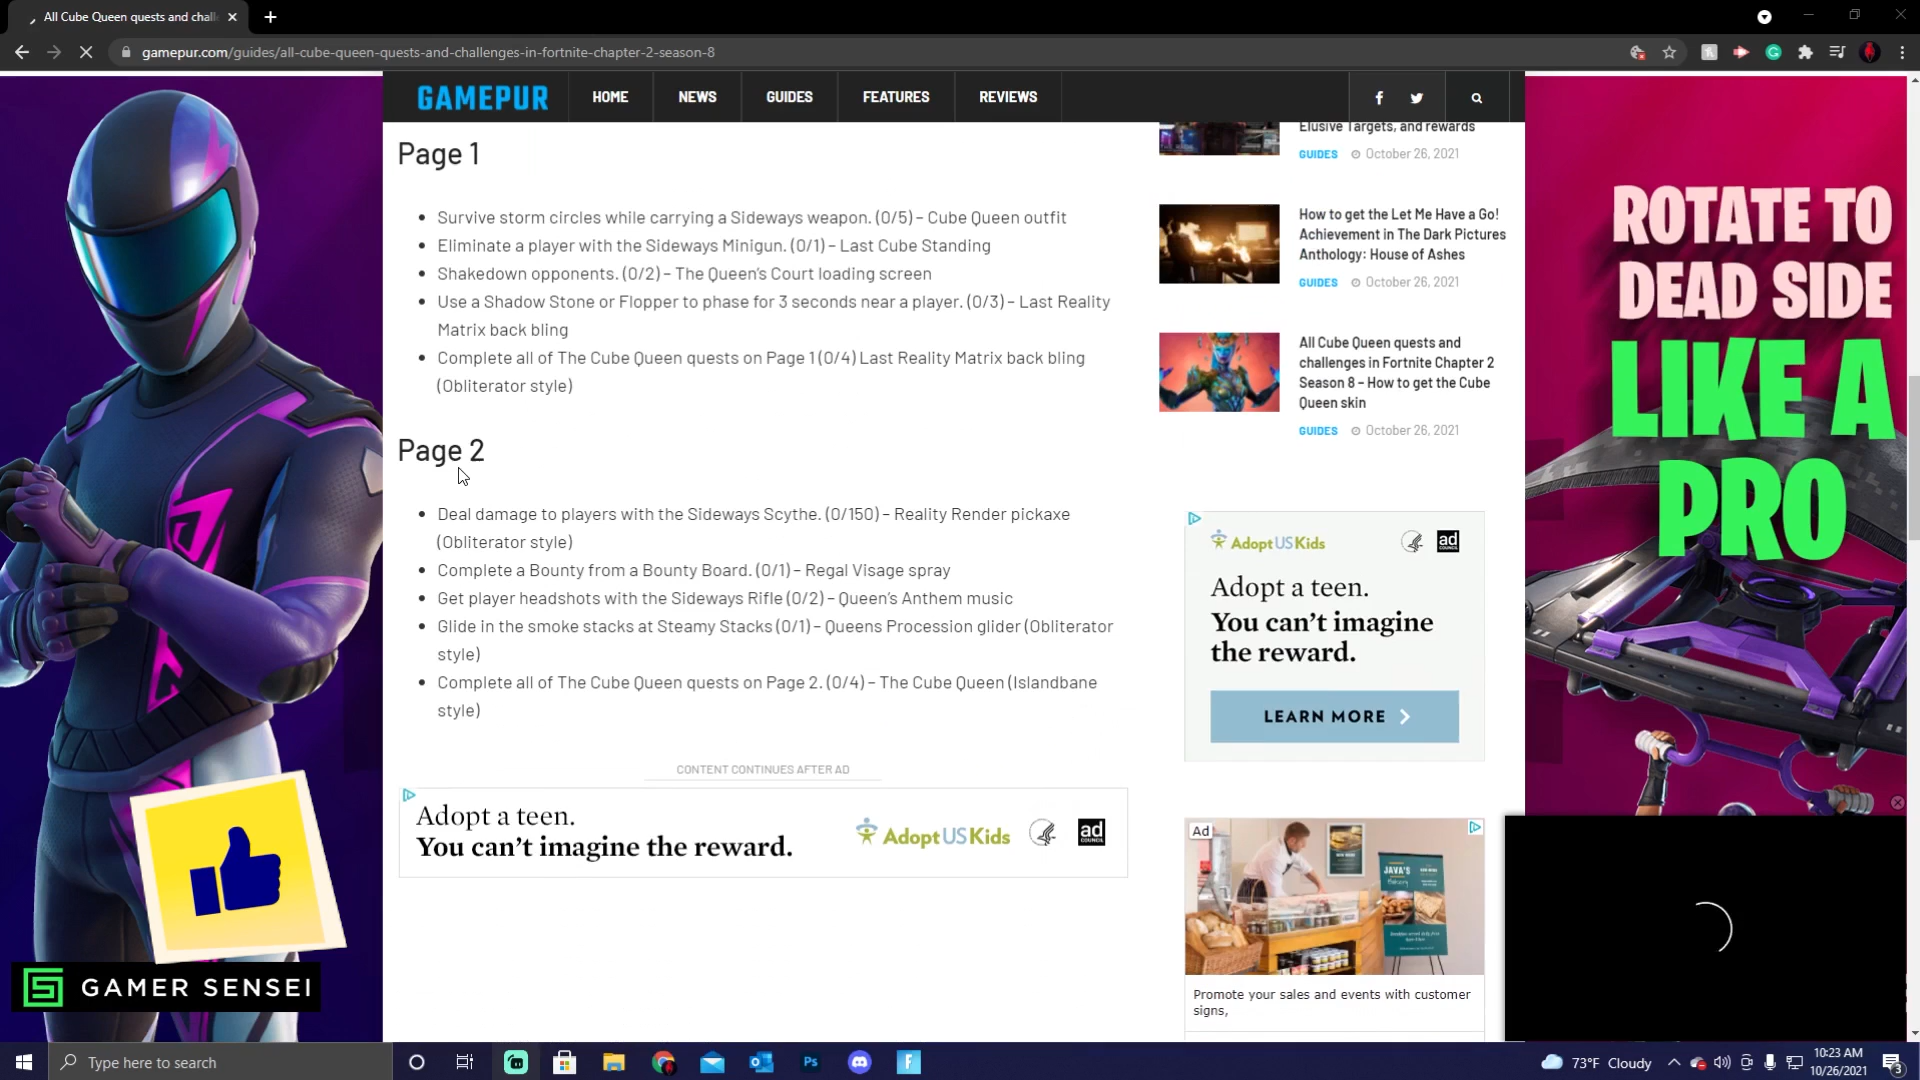 All Cube Queen quests and chall
gamepur.com/guides/all-cube-queen-quests-and-challenges-in-fortnite-chapter-2-season-8
GAMEPUR
HOME
NEWS
GUIDES
FEATURES
REVIEWS
Page 1
Survive storm circles while carrying a Sideways weapon. (0/5) – Cube Queen outfit
Eliminate a player with the Sideways Minigun. (0/1) – Last Cube Standing
Shakedown opponents. (0/2) – The Queen's Court loading screen
Use a Shadow Stone or Flopper to phase for 3 seconds near a player. (0/3) – Last Reality
Matrix back bling
Complete all of The Cube Queen quests on Page 1 (0/4) Last Reality Matrix back bling
(Obliterator style)
Page 2
Deal damage to players with the Sideways Scythe. (0/150) – Reality Render pickaxe
(Obliterator style)
Complete a Bounty from a Bounty Board. (0/1) – Regal Visage spray
Get player headshots with the Sideways Rifle (0/2) – Queen's Anthem music
Glide in the smoke stacks at Steamy Stacks (0/1) – Queens Procession glider (Obliterator
style)
Complete all of The Cube Queen quests on Page 2. (0/4) – The Cube Queen (Islandbane
style)
CONTENT CONTINUES AFTER AD
Adopt a teen.
You can't imagine the reward.
AdoptUSKids
ad
COUNCIL
Elusive Targets, and rewards
GUIDES October 26, 2021
How to get the Let Me Have a Go!
Achievement in The Dark Pictures
Anthology: House of Ashes
GUIDES October 26, 2021
All Cube Queen quests and
challenges in Fortnite Chapter 2
Season 8 – How to get the Cube
Queen skin
GUIDES October 26, 2021
AdoptUSKids
ad
Adopt a teen.
You can't imagine
the reward.
LEARN MORE
Ad
JAVA'S
Promote your sales and events with customer
signs,
ROTATE TO
DEAD SIDE
LIKE A
PRO
GAMER SENSEI
Type here to search
Ps
73°F Cloudy
10:23 AM
10/26/2021
3